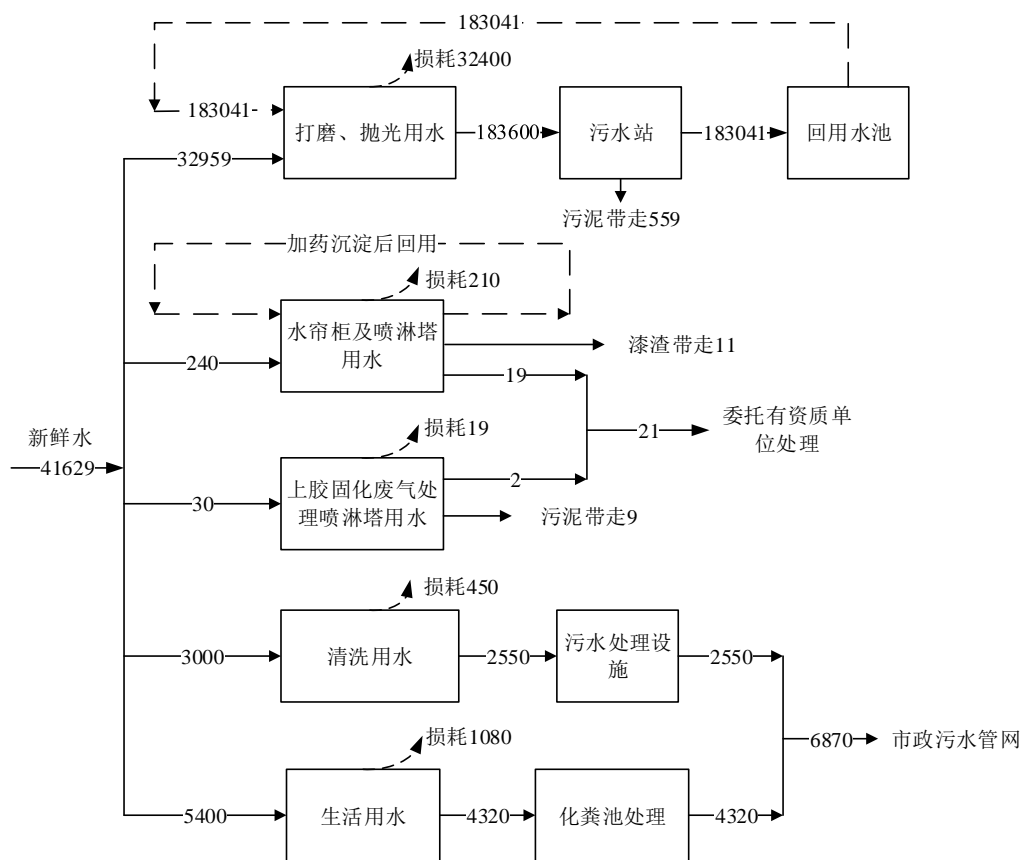 183041
损耗32400
183041
打磨、抛光用水
183600
污水站
183041
回用水池
32959
污泥带走559
加药沉淀后回用
损耗210
水帘柜及喷淋塔
用水
漆渣带走11
240
19
委托有资质单
位处理
21
新鲜水
41629
损耗19
上胶固化废气处
理喷淋塔用水
2
30
污泥带走9
损耗450
3000
清洗用水
2550
污水处理设
施
2550
损耗1080
6870
市政污水管网
5400
生活用水
4320
化粪池处理
4320